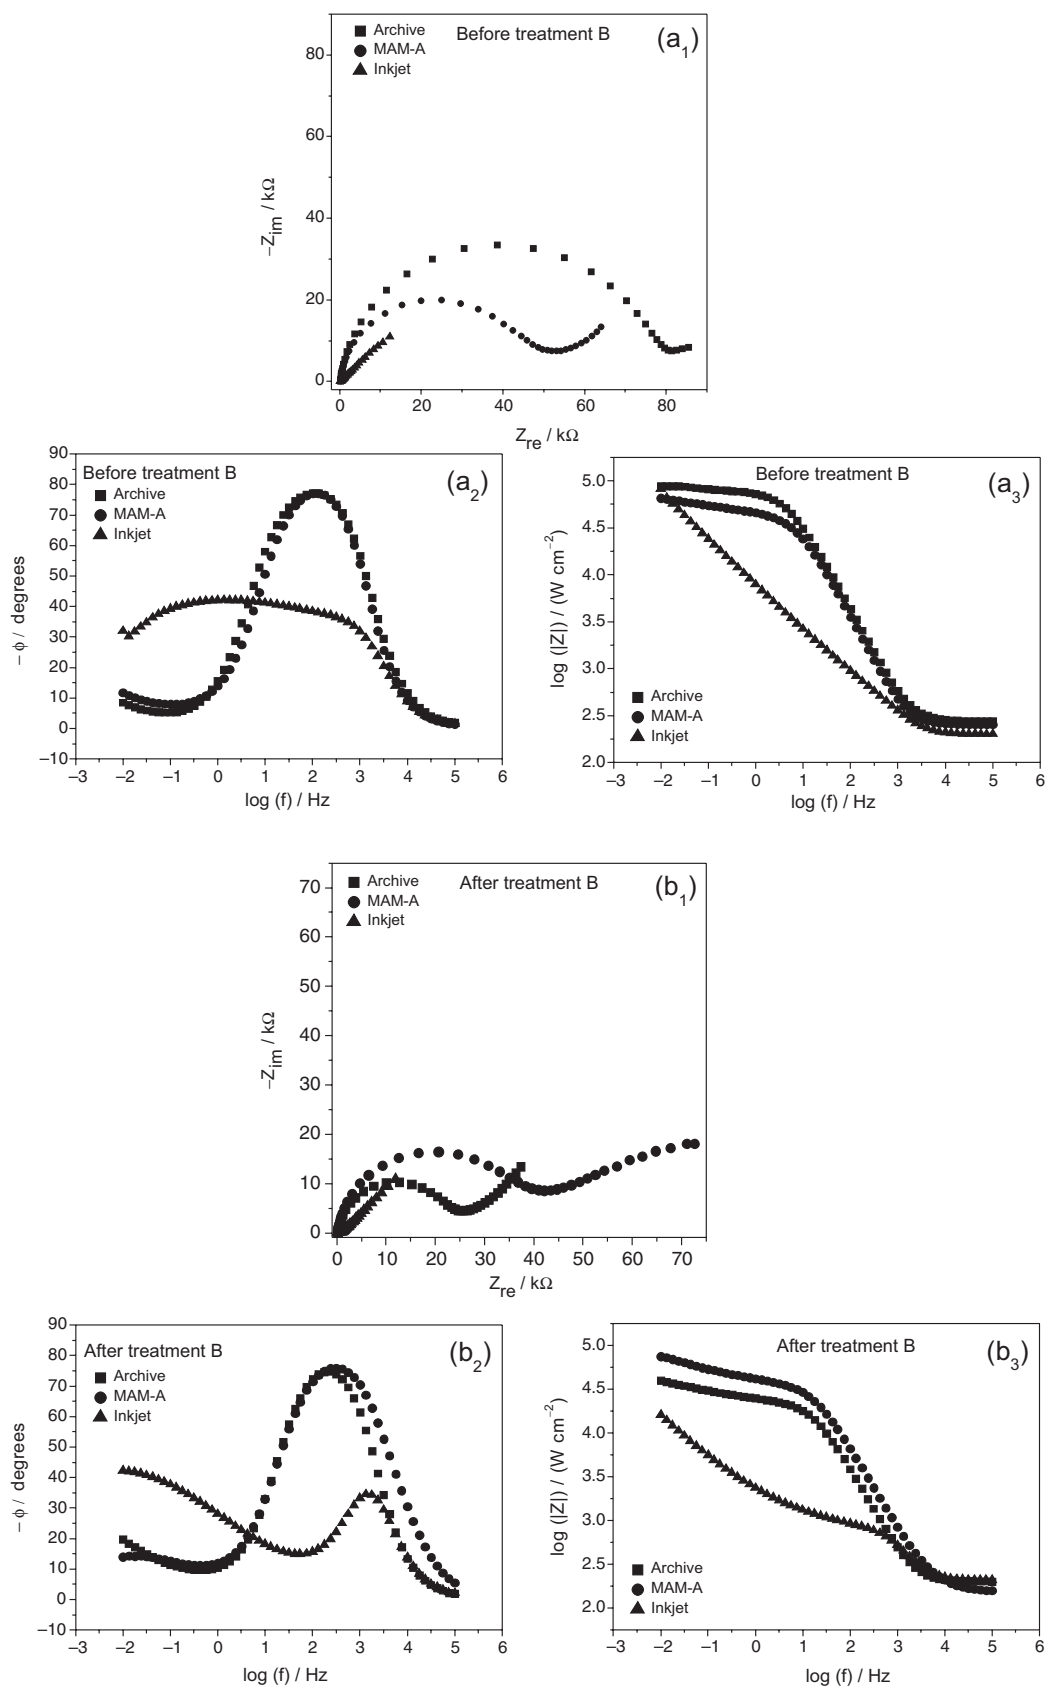 Before treatment B
(a1)
Archive
MAM-A
Inkjet
80
60
40
20
0
–Zim / kΩ
0 20 40 60 80
Zre / kΩ
Before treatment B
(a2)
Archive
MAM-A
Inkjet
90
80
70
60
50
40
30
20
10
0
–10
– ϕ / degrees
–3 –2 –1 0 1 2 3 4 5 6
log (f) / Hz
Before treatment B
(a3)
5.0
4.5
4.0
3.5
3.0
2.5
2.0
log (|Z|) / (W cm−2)
Archive
MAM-A
Inkjet
–3 –2 –1 0 1 2 3 4 5 6
log (f) / Hz
After treatment B
(b1)
Archive
MAM-A
Inkjet
70
60
50
40
30
20
10
0
–Zim / kΩ
0 10 20 30 40 50 60 70
Zre / kΩ
After treatment B
(b2)
Archive
MAM-A
Inkjet
90
80
70
60
50
40
30
20
10
0
–10
– ϕ / degrees
–3 –2 –1 0 1 2 3 4 5 6
log (f) / Hz
After treatment B
(b3)
5.0
4.5
4.0
3.5
3.0
2.5
2.0
log (|Z|) / (W cm−2)
Archive
MAM-A
Inkjet
–3 –2 –1 0 1 2 3 4 5 6
log (f) / Hz